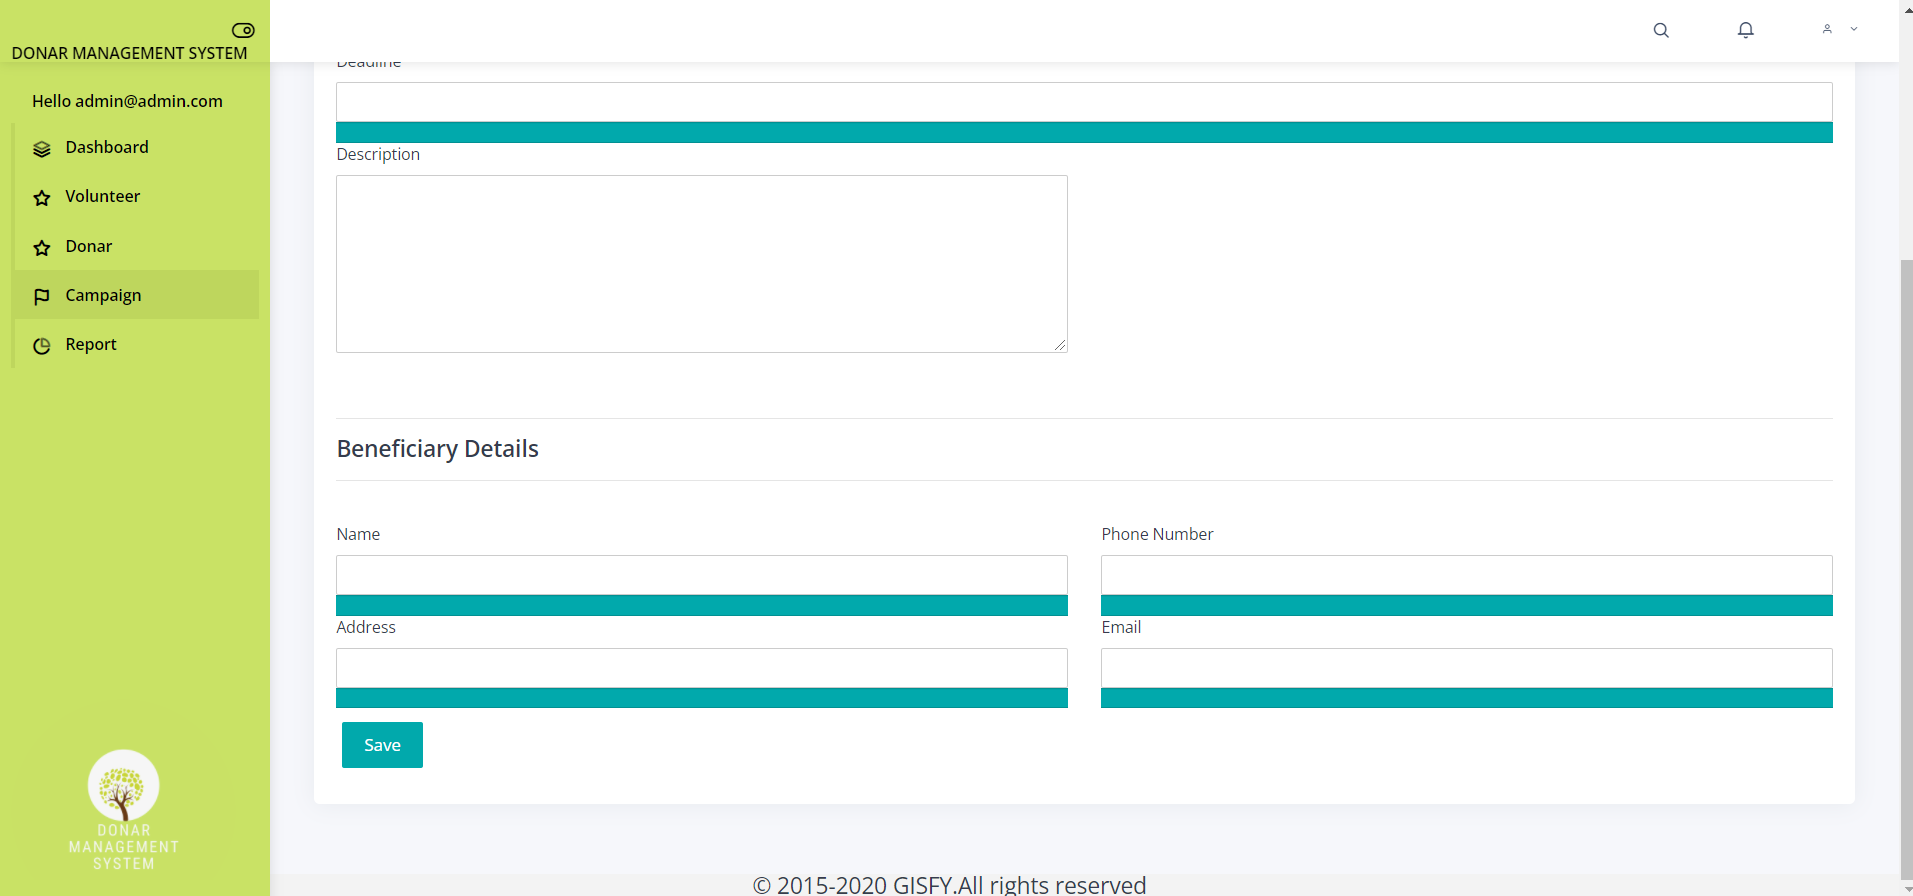 DONAR MANAGEMENT SYSTEM
Hello admin@admin.com
Dashboard
Volunteer
Donar
Campaign
Report
DONAR
MANAGEMENT
SYSTEM
Deadline
Description
Beneficiary Details
Name
Phone Number
Address
Email
Save
© 2015-2020 GISFY.All rights reserved